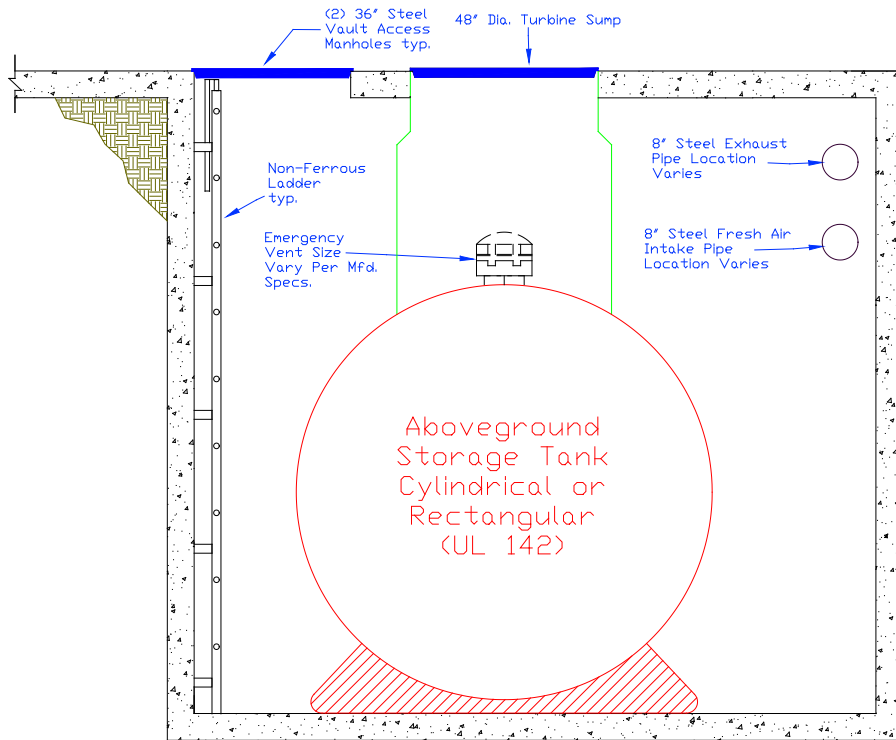 (2) 36" Steel
Vault Access
Manholes typ.
48" Dia. Turbine Sump
8" Steel Exhaust
Pipe Location
Varies
Non-Ferrous
Ladder
typ.
Emergency
Vent Size
Vary Per Mfd.
Specs.
8" Steel Fresh Air
Intake Pipe
Location Varies
Aboveground
Storage Tank
Cylindrical or
Rectangular
(UL 142)